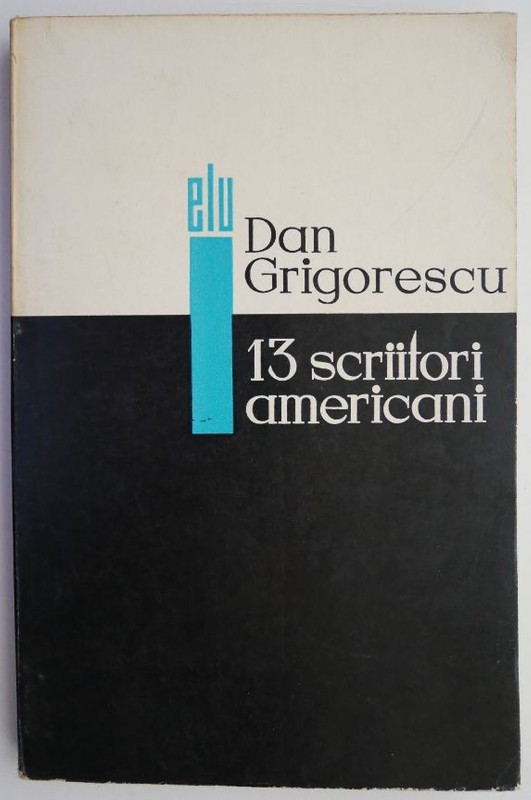 elu
Dan
Grigorescu
13 scriitori
americani